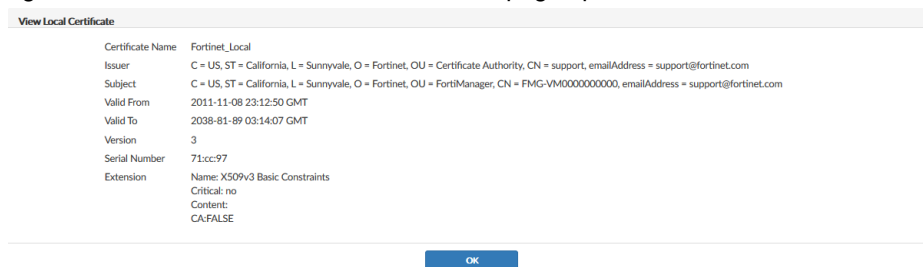 View Local Certificate
Certificate Name Fortinet_Local
Issuer C = US, ST = California, L = Sunnyvale, O = Fortinet, OU = Certificate Authority, CN = support, emailAddress = support@fortinet.com
Subject C = US, ST = California, L = Sunnyvale, O = Fortinet, OU = FortiManager, CN = FMG-VM0000000000, emailAddress = support@fortinet.com
Valid From 2011-11-08 23:12:50 GMT
Valid To 2038-81-89 03:14:07 GMT
Version 3
Serial Number 71:cc:97
Extension Name: X509v3 Basic Constraints
Critical: no
Content:
CA:FALSE
OK